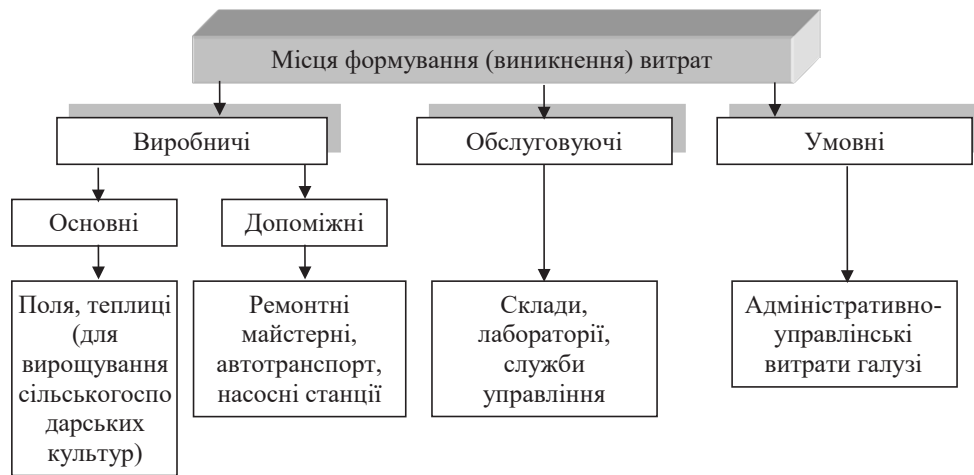 Місця формування (виникнення) витрат
Виробничі
Обслуговуючі
Умовні
Основні
Допоміжні
Поля, теплиці
(для
вирощування
сільськогоспо
дарських
культур)
Ремонтні
майстерні,
автотранспорт,
насосні станції
Склади,
лабораторії,
служби
управління
Адміністративно-
управлінські
витрати галузі